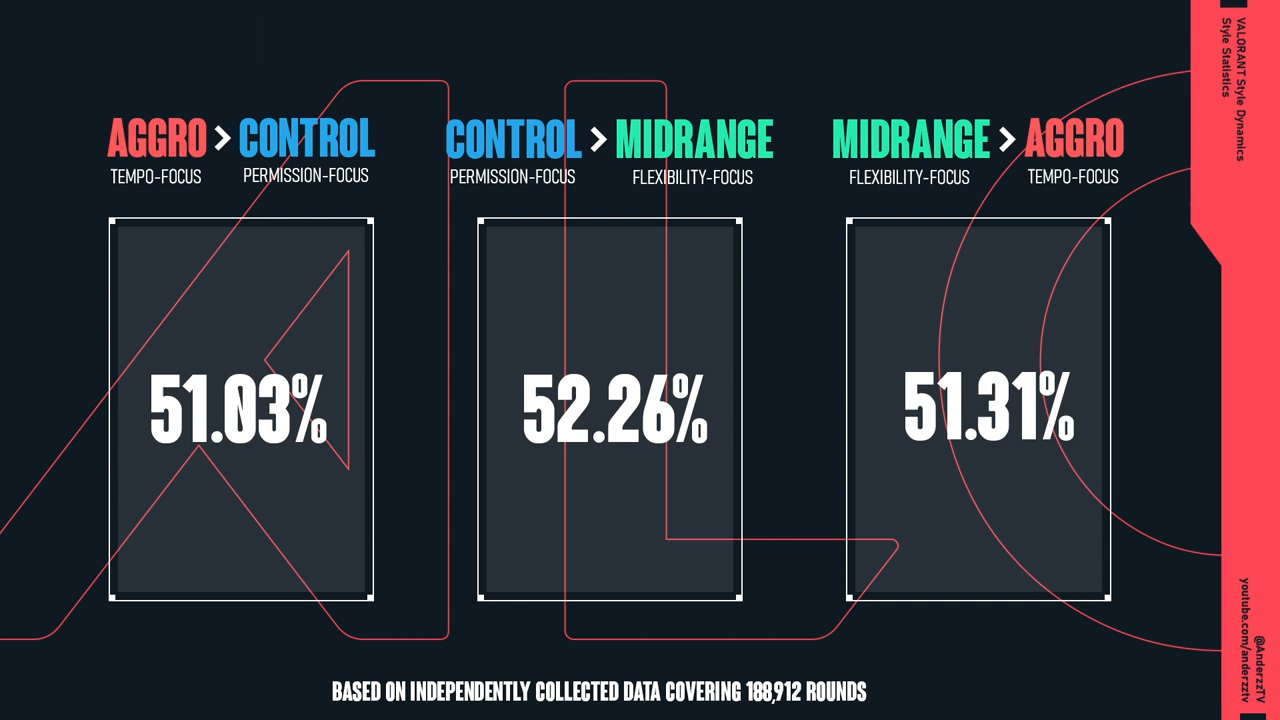 AGGRO > CONTROL
TEMPO-FOCUS PERMISSION-FOCUS
51.03%
CONTROL > MIDRANGE
PERMISSION-FOCUS FLEXIBILITY-FOCUS
52.26%
MIDRANGE > AGGRO
FLEXIBILITY-FOCUS TEMPO-FOCUS
51.31%
BASED ON INDEPENDENTLY COLLECTED DATA COVERING 188,912 ROUNDS
VALORANT Style Dynamics
Style Statistics
@AnderzzTV
youtube.com/anderzztv